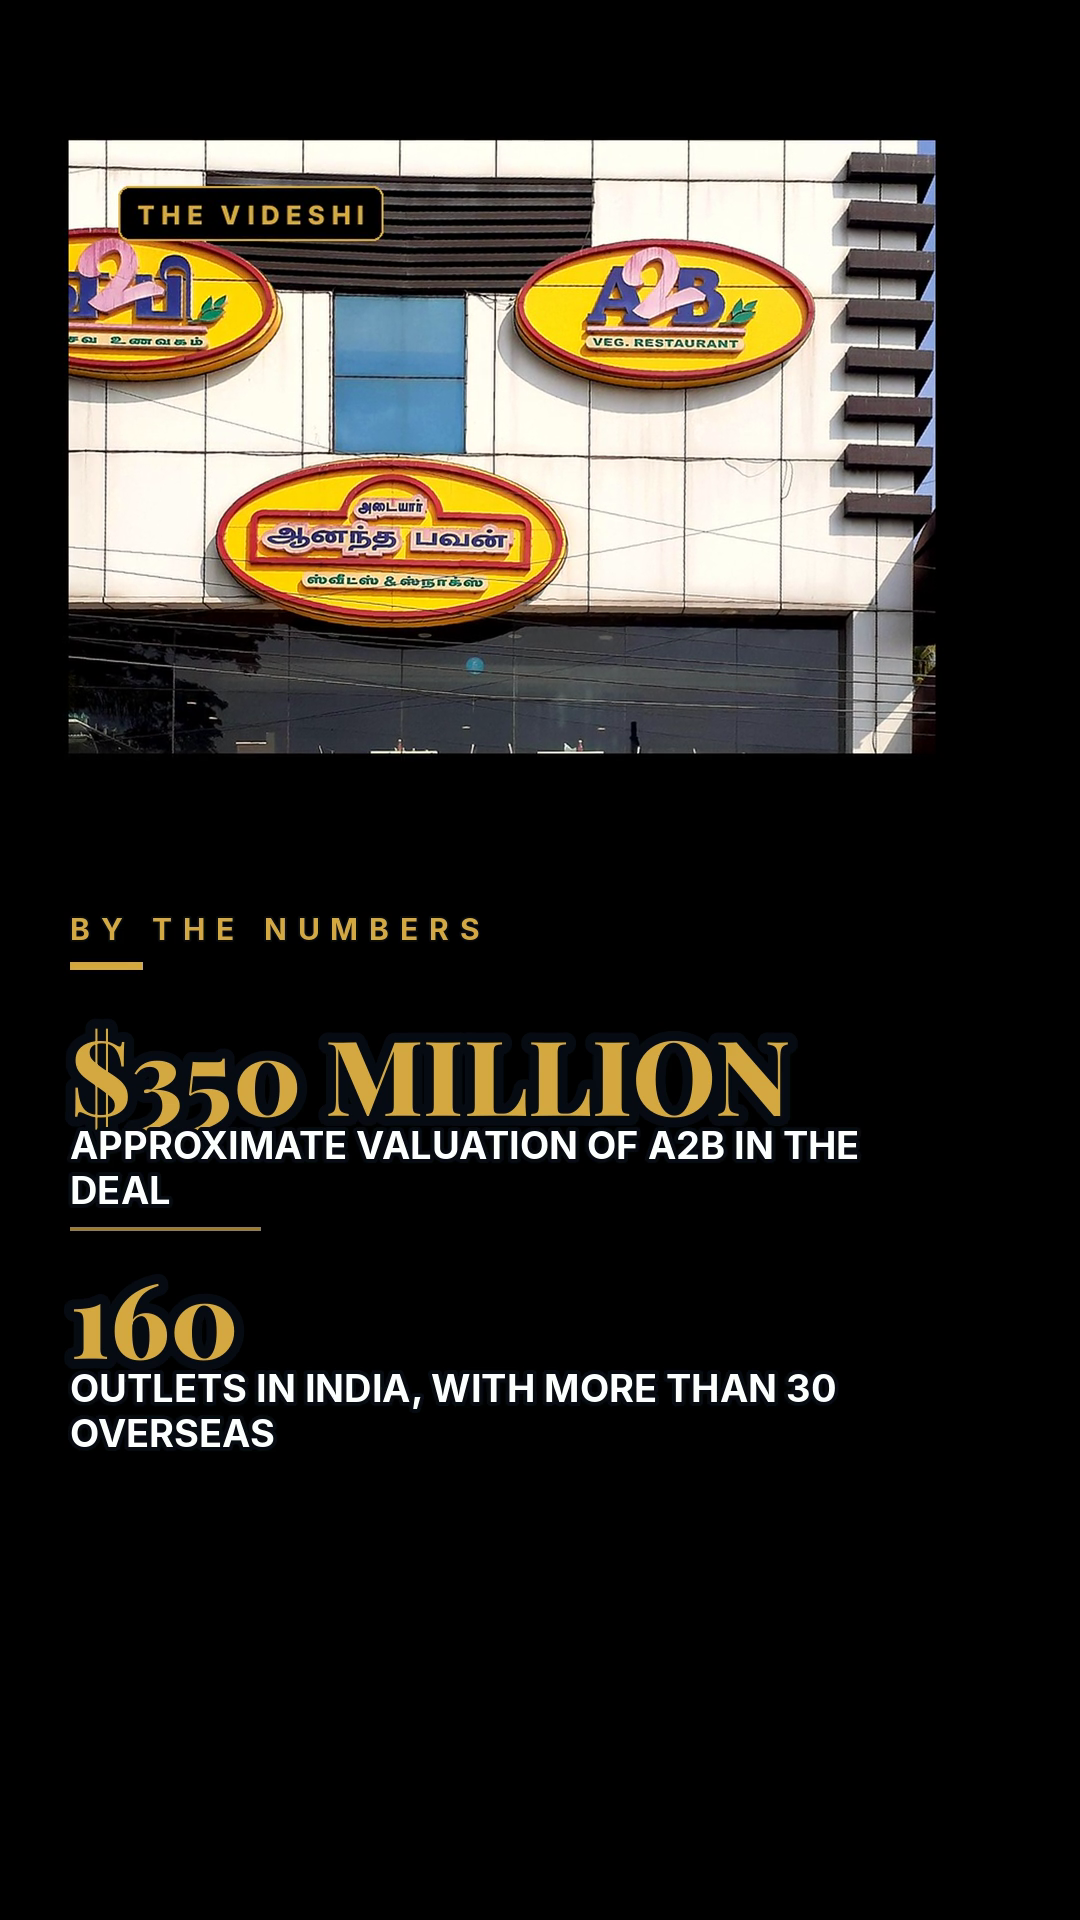 THE VIDESHI
A2B
VEG. RESTAURANT
உணவகம்
அடையார்
ஆனந்த பவன்
ஸ்வீட்ஸ் & ஸ்நாக்ஸ்
BY THE NUMBERS
$350 MILLION
APPROXIMATE VALUATION OF A2B IN THE
DEAL
160
OUTLETS IN INDIA, WITH MORE THAN 30
OVERSEAS